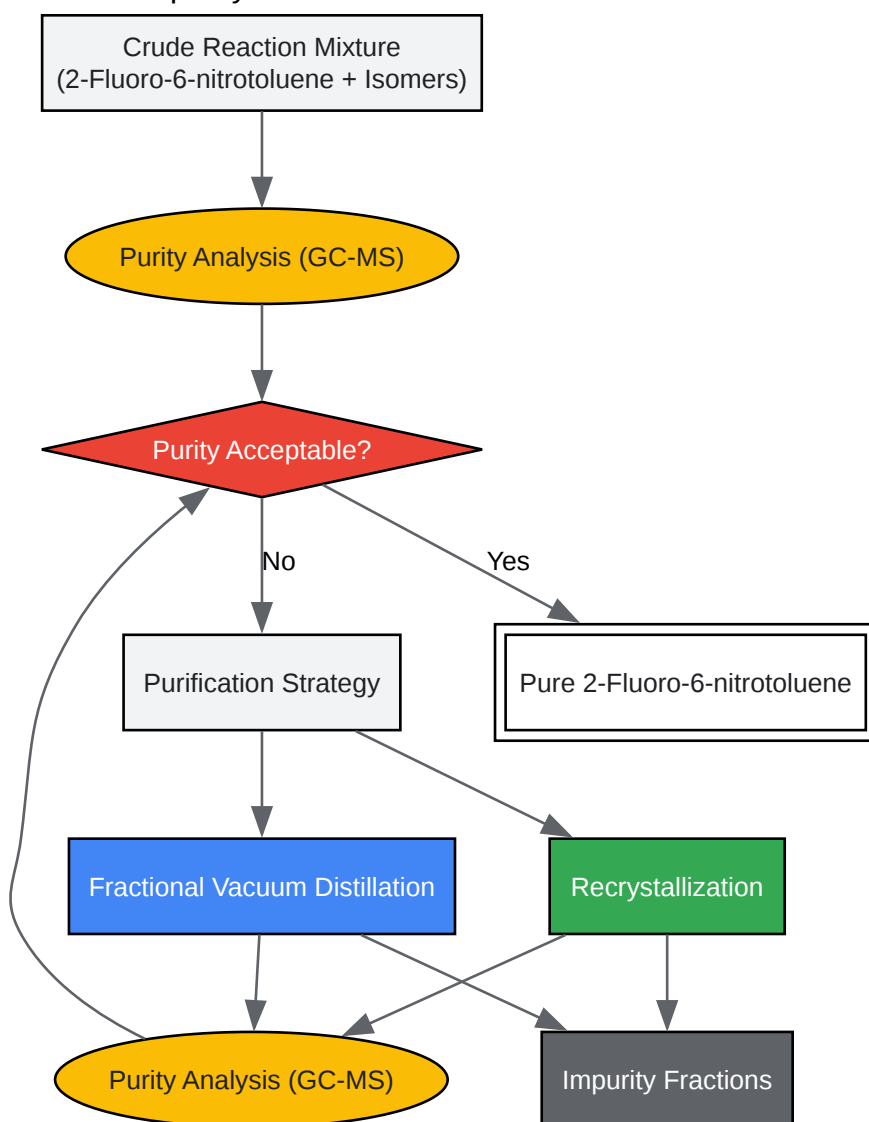 Crude Reaction Mixture
(2-Fluoro-6-nitrotoluene + Isomers)
Purity Analysis (GC-MS)
Purity Acceptable?
No
Yes
Purification Strategy
Pure 2-Fluoro-6-nitrotoluene
Fractional Vacuum Distillation
Recrystallization
Purity Analysis (GC-MS)
Impurity Fractions